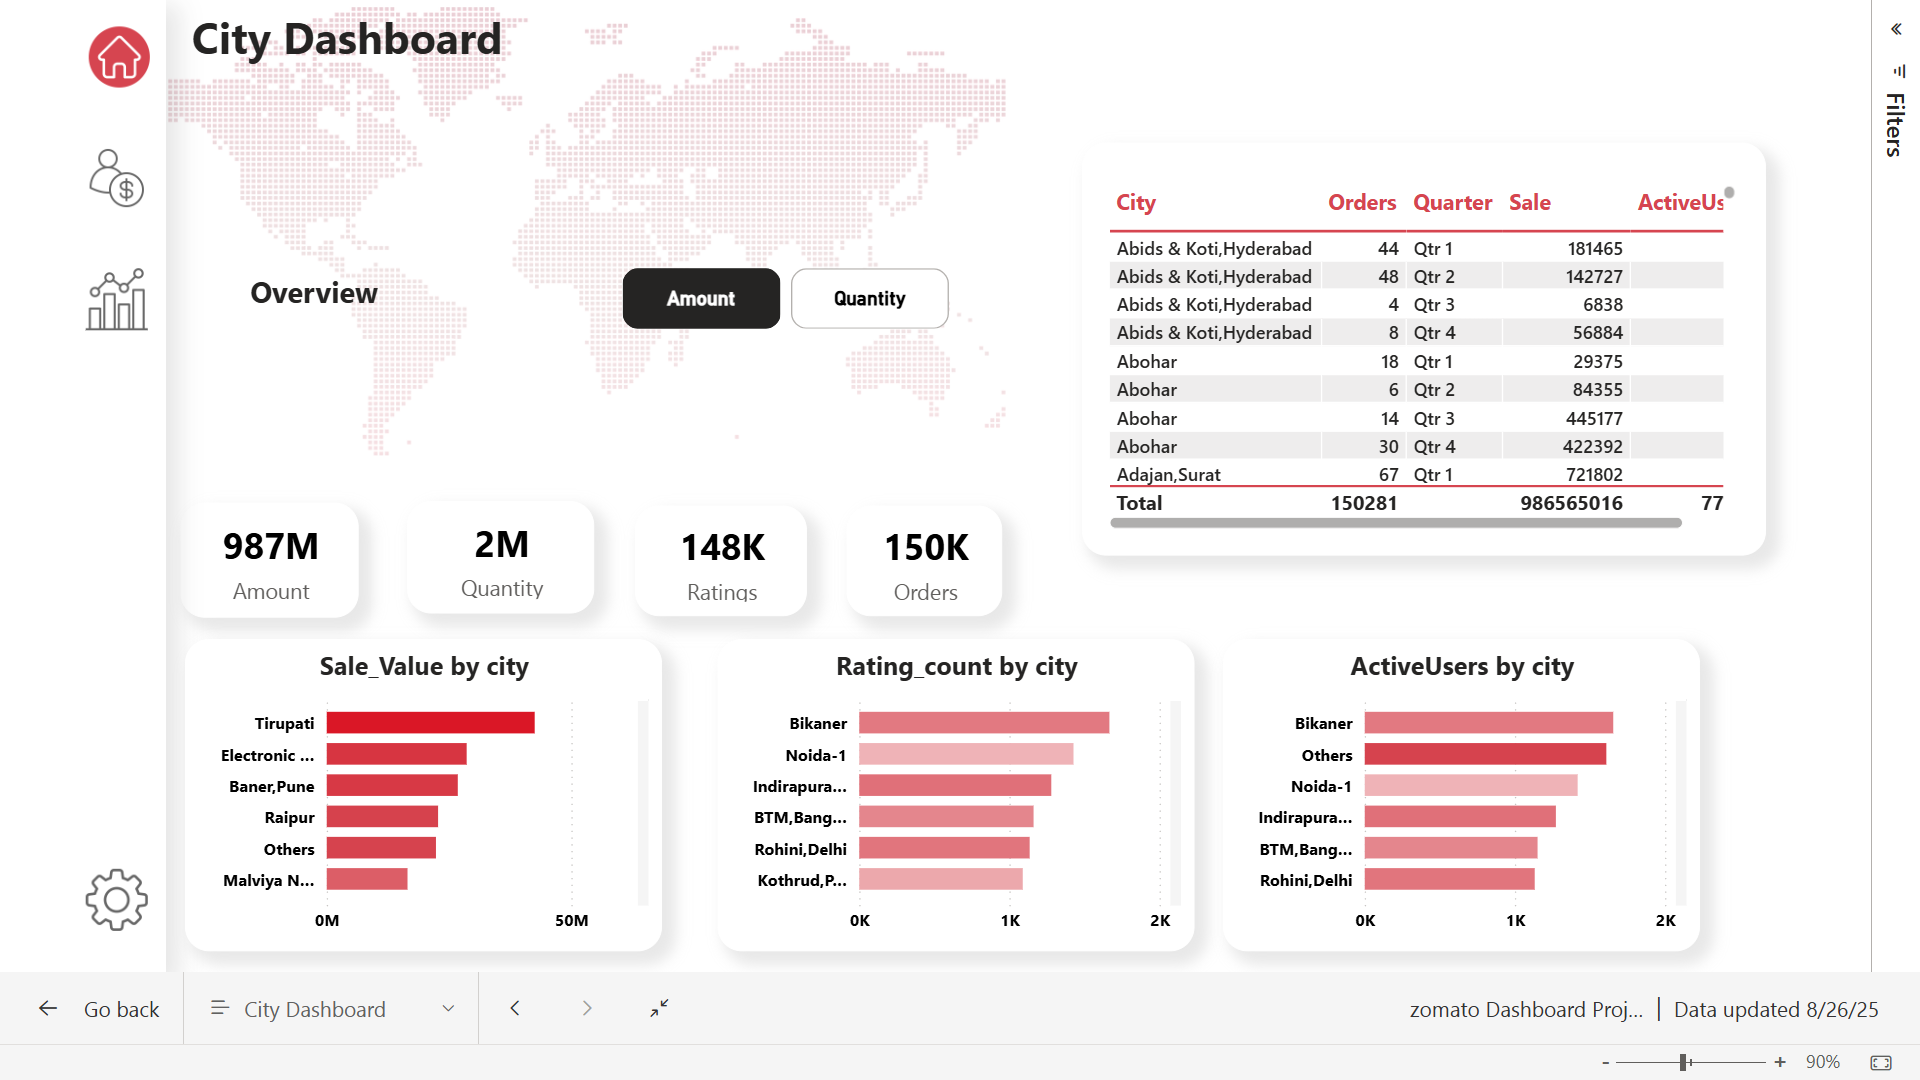 City Dashboard
«
Filters
Overview
Amount
Quantity
City Orders Quarter Sale ActiveUs
Abids & Koti,Hyderabad 44 Qtr 1 181465
Abids & Koti,Hyderabad 48 Qtr 2 142727
Abids & Koti,Hyderabad 4 Qtr 3 6838
Abids & Koti,Hyderabad 8 Qtr 4 56884
Abohar 18 Qtr 1 29375
Abohar 6 Qtr 2 84355
Abohar 14 Qtr 3 445177
Abohar 30 Qtr 4 422392
Adajan,Surat 67 Qtr 1 721802
Total 150281 986565016 77
987M
Amount
2M
Quantity
148K
Ratings
150K
Orders
Sale_Value by city
Tirupati
Electronic ...
Baner,Pune
Raipur
Others
Malviya N...
0M 50M
Rating_count by city
Bikaner
Noida-1
Indirapura...
BTM,Bang...
Rohini,Delhi
Kothrud,P...
0K 1K 2K
ActiveUsers by city
Bikaner
Others
Noida-1
Indirapura...
BTM,Bang...
Rohini,Delhi
0K 1K 2K
Go back
City Dashboard
zomato Dashboard Proj... | Data updated 8/26/25
- + 90%